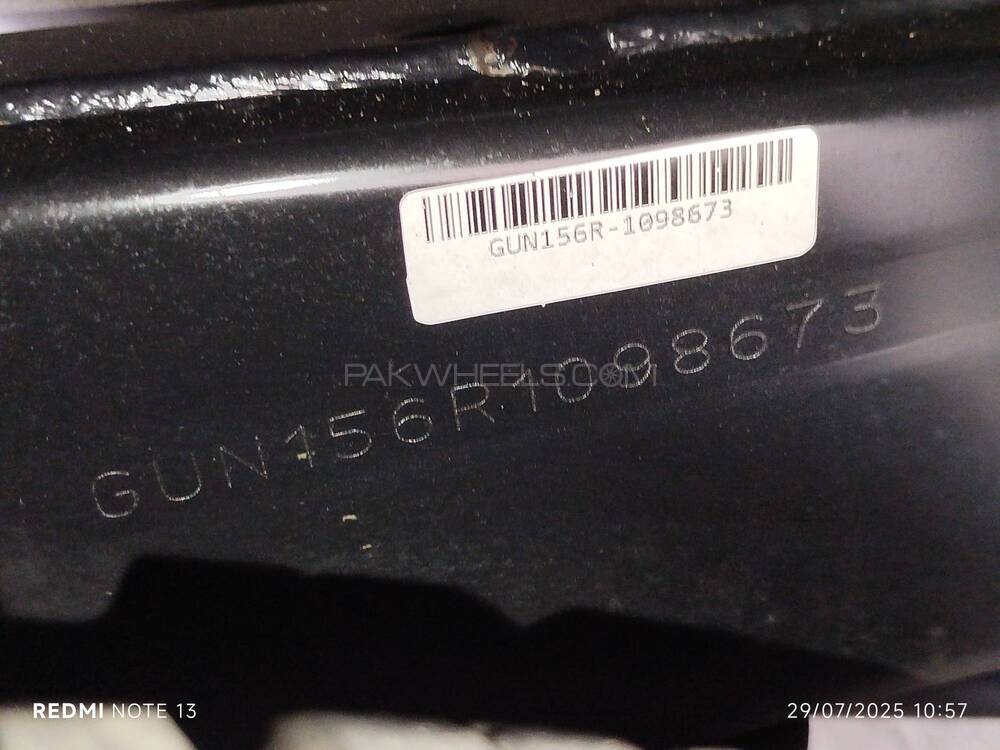 GUN156R-1098673
PAKWHEELS.COM
GUN156R1098673
REDMI NOTE 13
29/07/2025 10:57